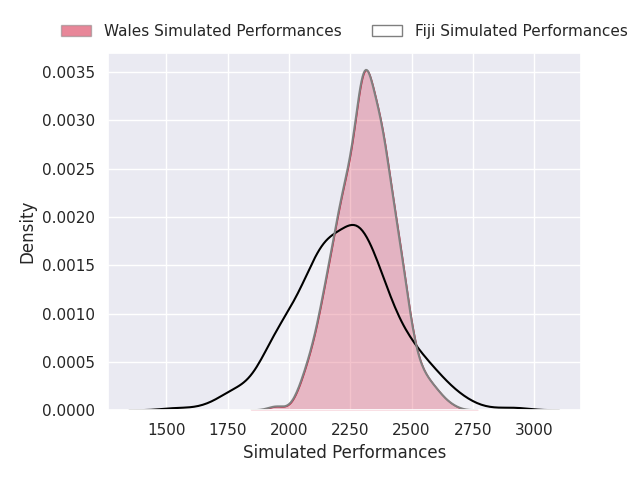 Wales Simulated Performances Fiji Simulated Performances
0.0035
0.0030
0.0025
0.0020
0.0015
0.0010
0.0005
0.0000
Density
1500 1750 2000 2250 2500 2750 3000
Simulated Performances